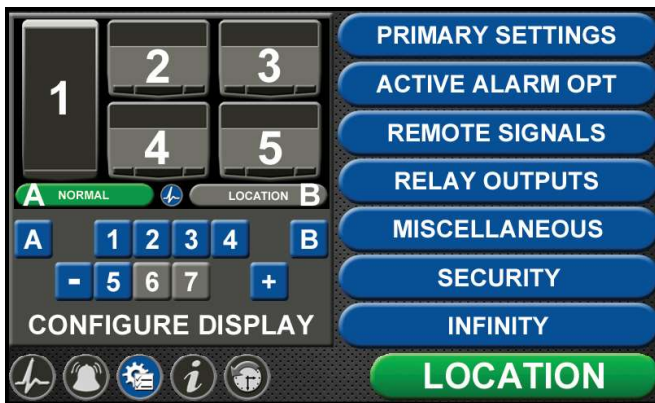 1
2
3
4
5
A NORMAL
LOCATION B
A 1 2 3 4 B
- 5 6 7 +
CONFIGURE DISPLAY
PRIMARY SETTINGS
ACTIVE ALARM OPT
REMOTE SIGNALS
RELAY OUTPUTS
MISCELLANEOUS
SECURITY
INFINITY
i
LOCATION